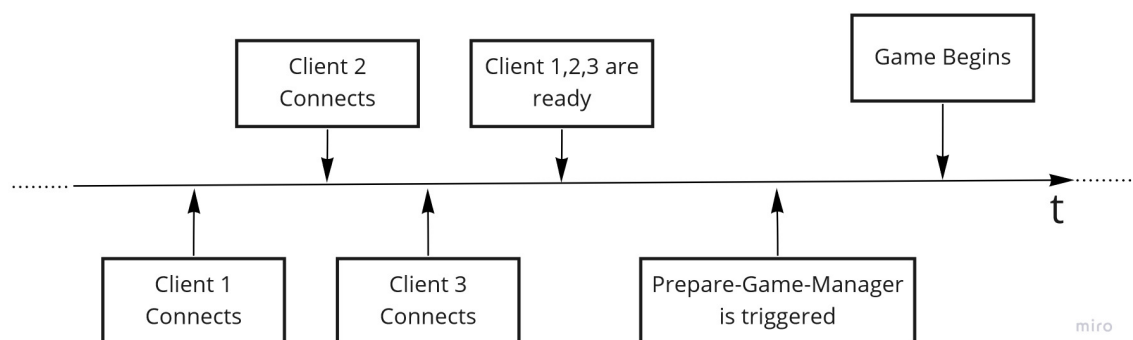 Game Begins
Client 2
Connects
Client 1,2,3 are
ready
t
Client 1
Connects
Client 3
Connects
Prepare-Game-Manager
is triggered
miro